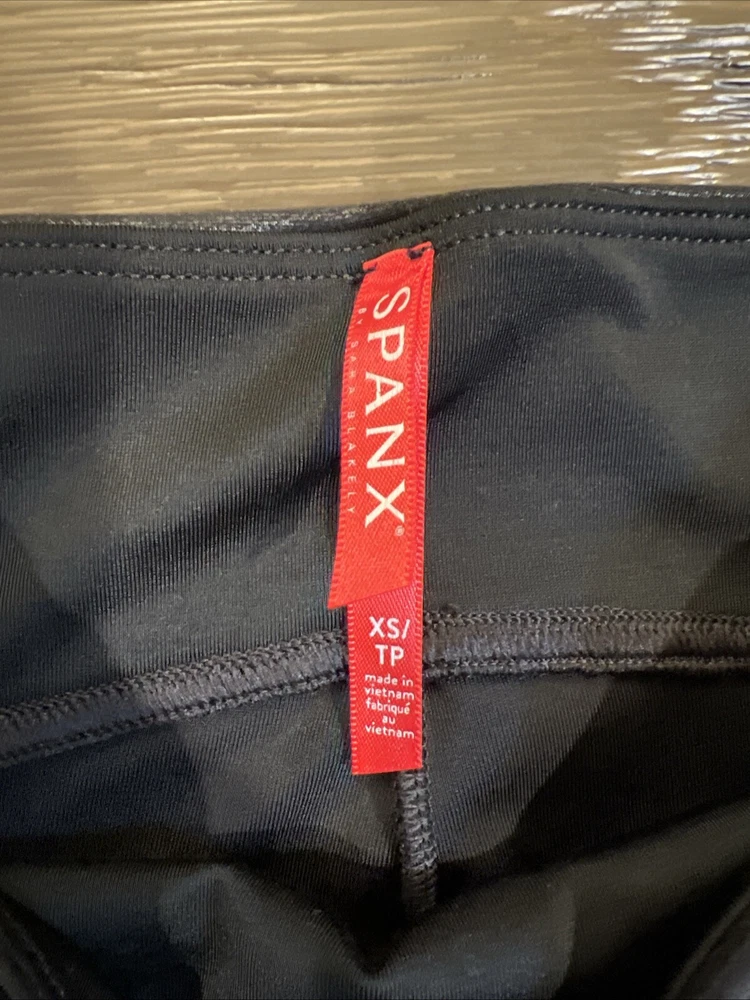 SPANX®
BY SARA BLAKELY
XS/
TP
made in
vietnam
fabriqué
au
vietnam